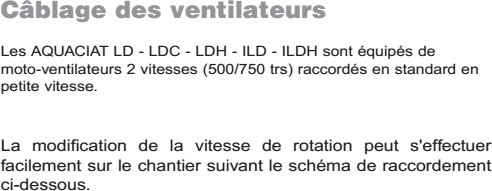 Câblage des ventilateurs
Les AQUACIAT LD - LDC - LDH - ILD - ILDH sont équipés de
moto-ventilateurs 2 vitesses (500/750 trs) raccordés en standard en
petite vitesse.
La modification de la vitesse de rotation peut s'effectuer
facilement sur le chantier suivant le schéma de raccordement
ci-dessous.